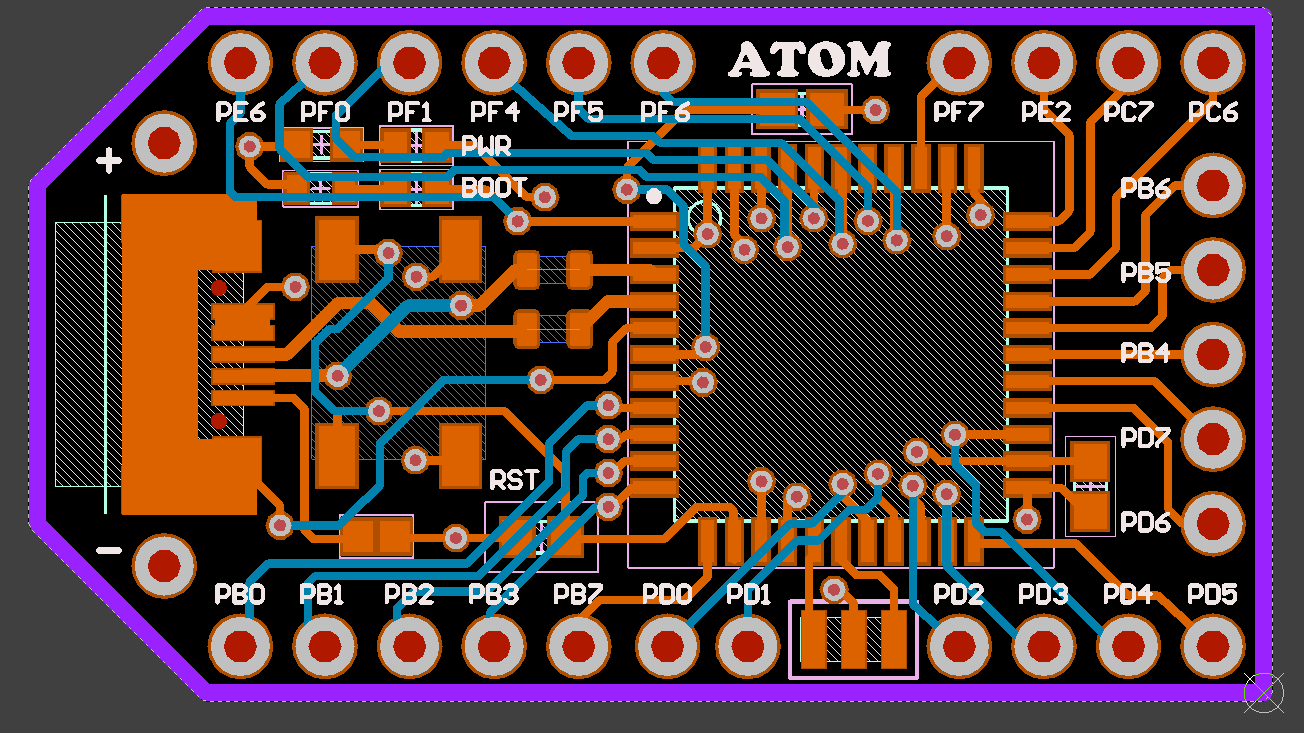 ATOM
PE6 PF0 PF1 PF4 PF5 PF6 PF7 PE2 PC7 PC6
+ PWR
BOOT PB6
PB5
PB4
PD7
RST
PD6
-
PB0 PB1 PB2 PB3 PB7 PD0 PD1 PD2 PD3 PD4 PD5